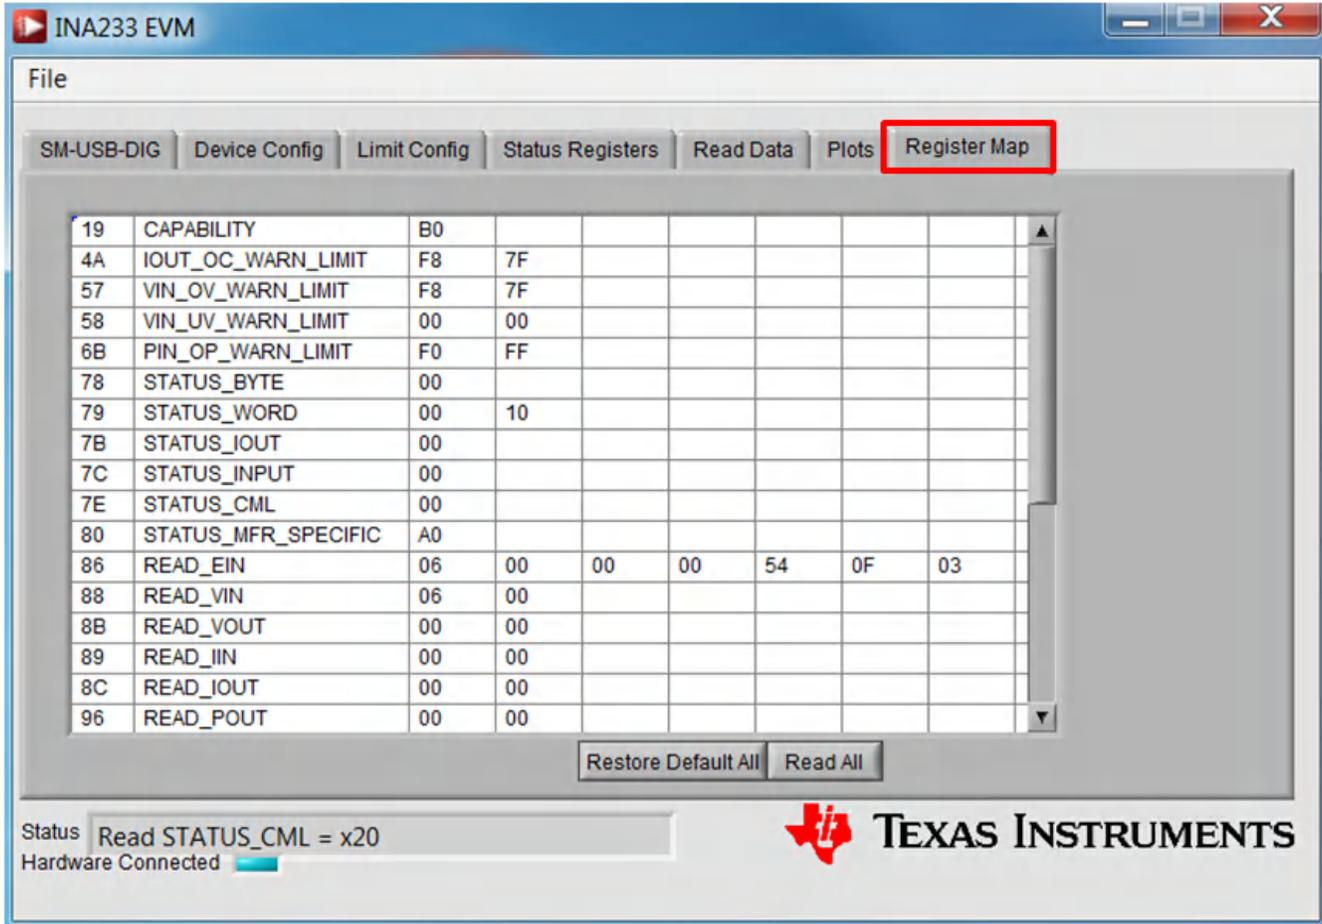 INA233 EVM
File
SM-USB-DIG Device Config Limit Config Status Registers Read Data Plots Register Map
19 CAPABILITY B0
4A IOUT_OC_WARN_LIMIT F8 7F
57 VIN_OV_WARN_LIMIT F8 7F
58 VIN_UV_WARN_LIMIT 00 00
6B PIN_OP_WARN_LIMIT F0 FF
78 STATUS_BYTE 00
79 STATUS_WORD 00 10
7B STATUS_IOUT 00
7C STATUS_INPUT 00
7E STATUS_CML 00
80 STATUS_MFR_SPECIFIC A0
86 READ_EIN 06 00 00 00 54 0F 03
88 READ_VIN 06 00
8B READ_VOUT 00 00
89 READ_IIN 00 00
8C READ_IOUT 00 00
96 READ_POUT 00 00
Restore Default All Read All
Status Read STATUS_CML = x20
Hardware Connected
ti TEXAS INSTRUMENTS